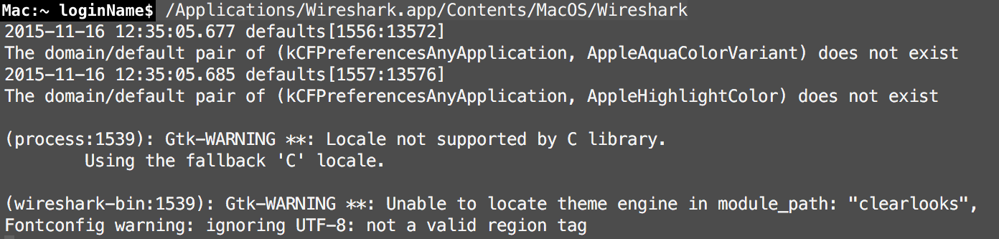 Mac:~ loginName$ /Applications/Wireshark.app/Contents/MacOS/Wireshark
2015-11-16 12:35:05.677 defaults[1556:13572]
The domain/default pair of (kCFPreferencesAnyApplication, AppleAquaColorVariant) does not exist
2015-11-16 12:35:05.685 defaults[1557:13576]
The domain/default pair of (kCFPreferencesAnyApplication, AppleHighlightColor) does not exist
(process:1539): Gtk-WARNING **: Locale not supported by C library.
Using the fallback 'C' locale.
(wireshark-bin:1539): Gtk-WARNING **: Unable to locate theme engine in module_path: "clearlooks",
Fontconfig warning: ignoring UTF-8: not a valid region tag